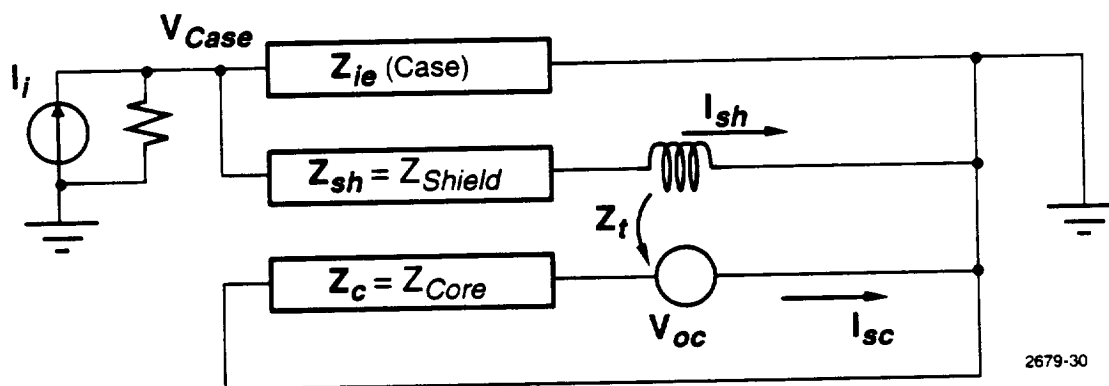 V_Case
I_i
Z_ie (Case)
I_sh
Z_sh = Z_Shield
Z_t
Z_c = Z_Core
V_oc
I_sc
2679-30